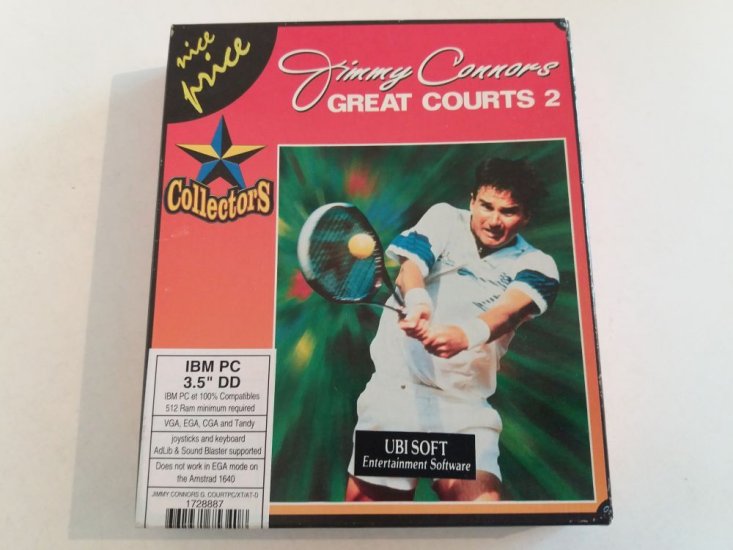 nice
price
Jimmy Connors
GREAT COURTS 2
Collectors
IBM PC
3.5" DD
IBM PC et 100% Compatibles
512 Ram minimum required
VGA, EGA, CGA and Tandy
joysticks and keyboard
AdLib & Sound Blaster supported
Does not work in EGA mode on
the Amstrad 1640
JIMMY CONNORS G. COURTPC/XT/AT-D
1728887
UBI SOFT
Entertainment Software